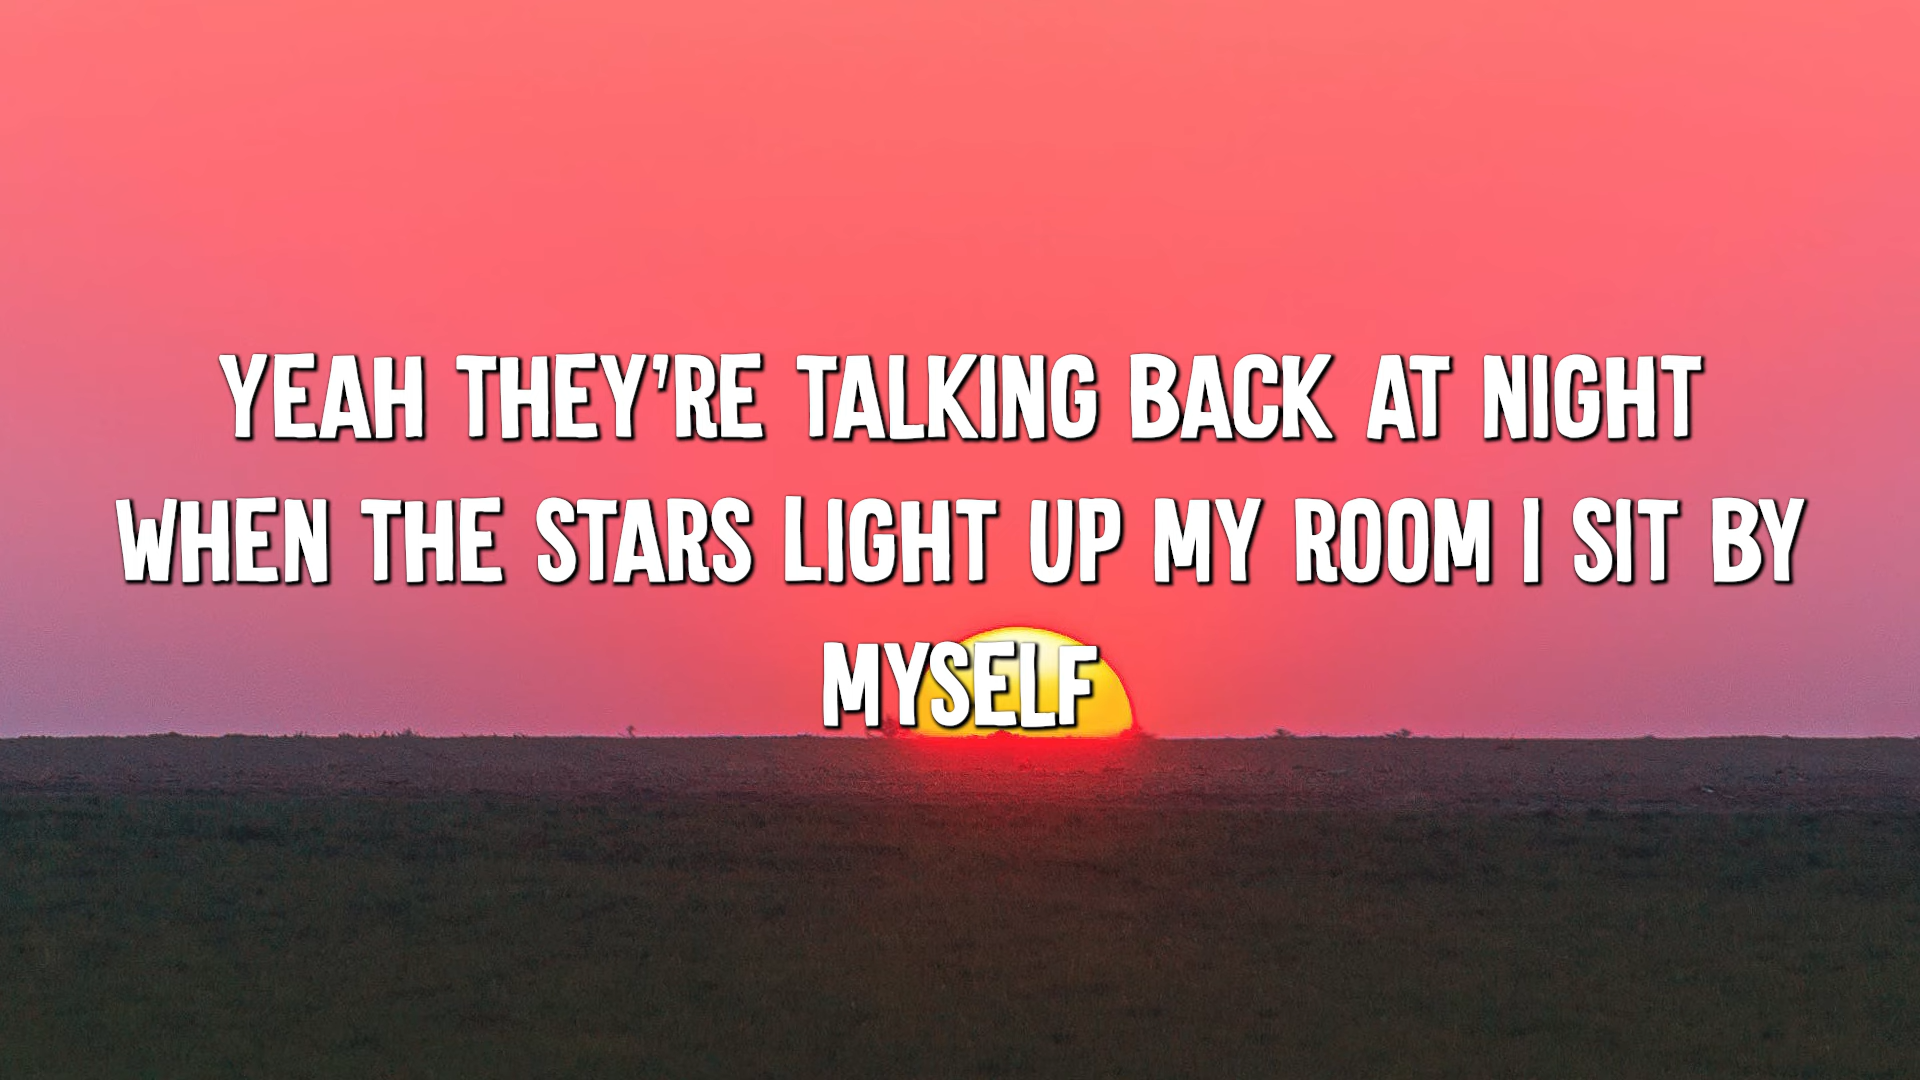 YEAH THEY'RE TALKING BACK AT NIGHT
WHEN THE STARS LIGHT UP MY ROOM I SIT BY
MYSELF